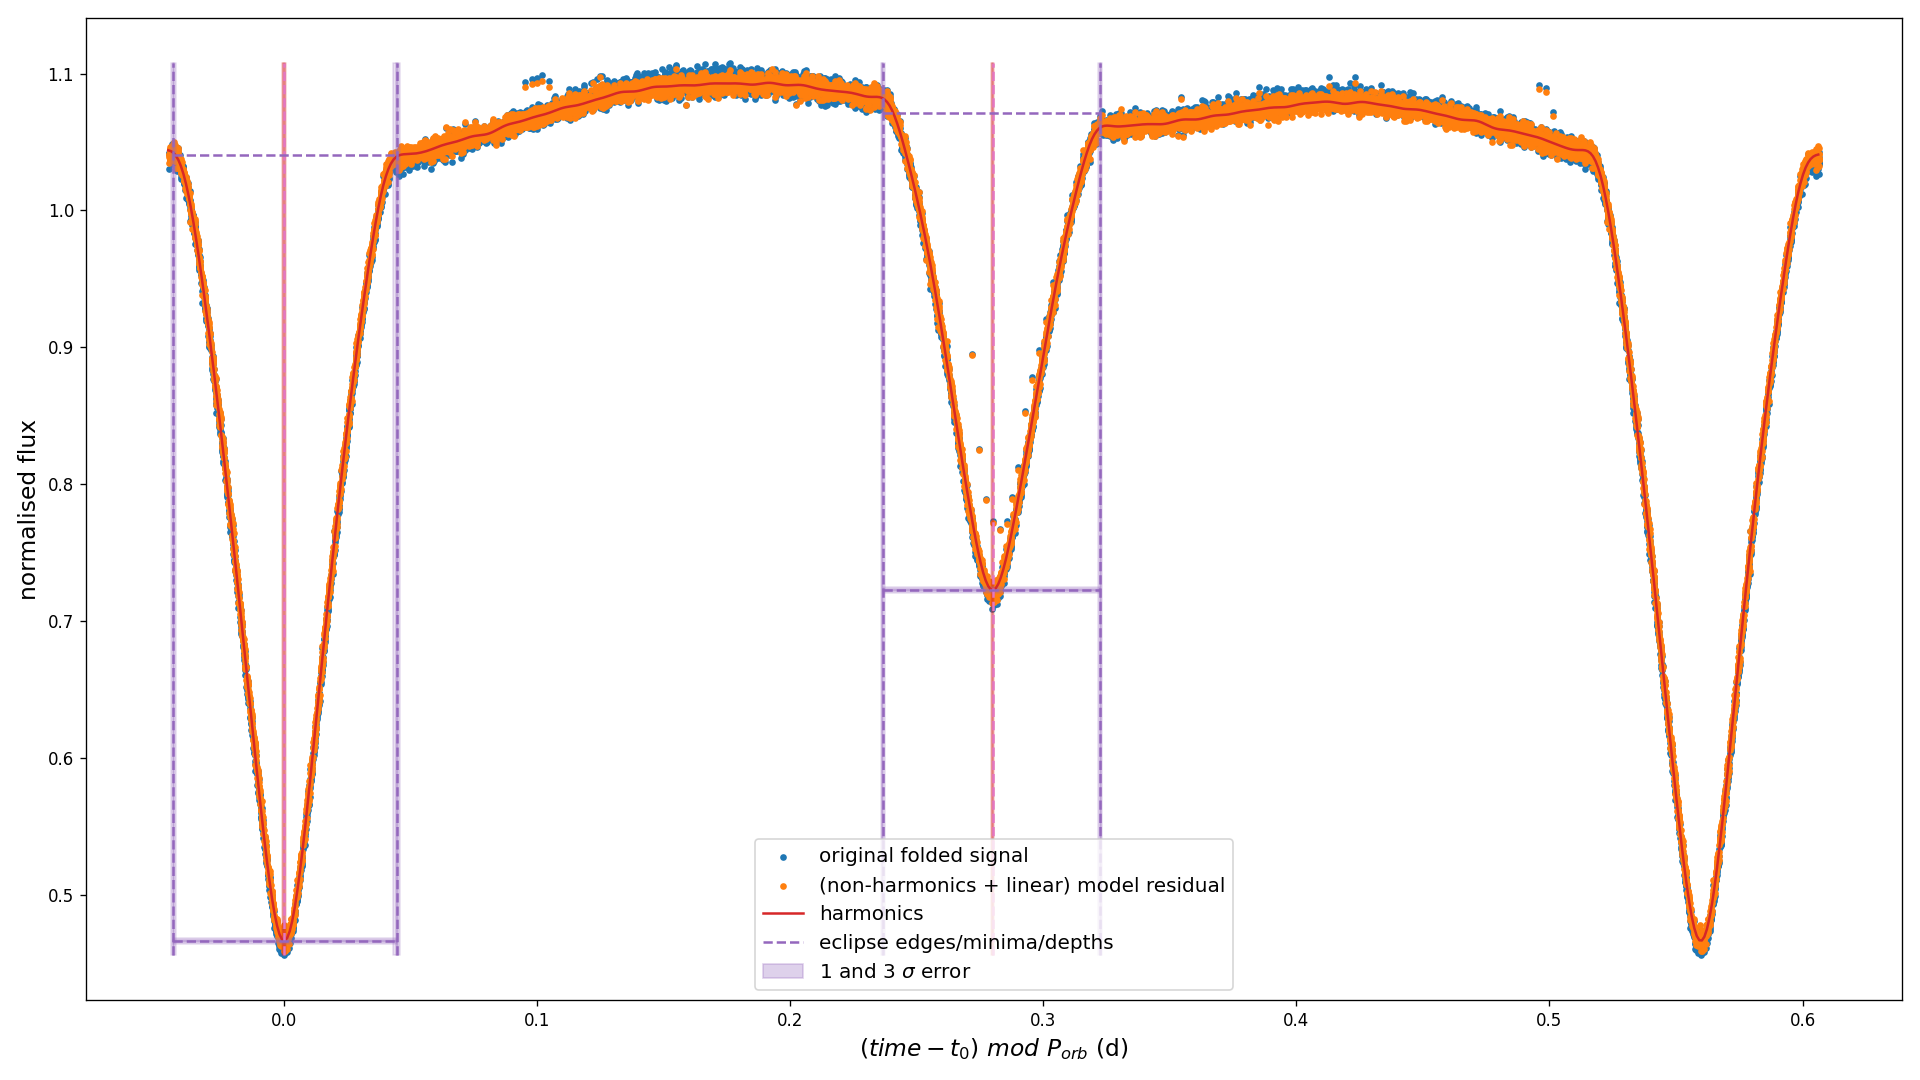 1.1
1.0
0.9
0.8
0.7
0.6
0.5
normalised flux
original folded signal
(non-harmonics + linear) model residual
harmonics
eclipse edges/minima/depths
1 and 3 σ error
0.0 0.1 0.2 0.3 0.4 0.5 0.6
(time − t₀) mod P_orb (d)